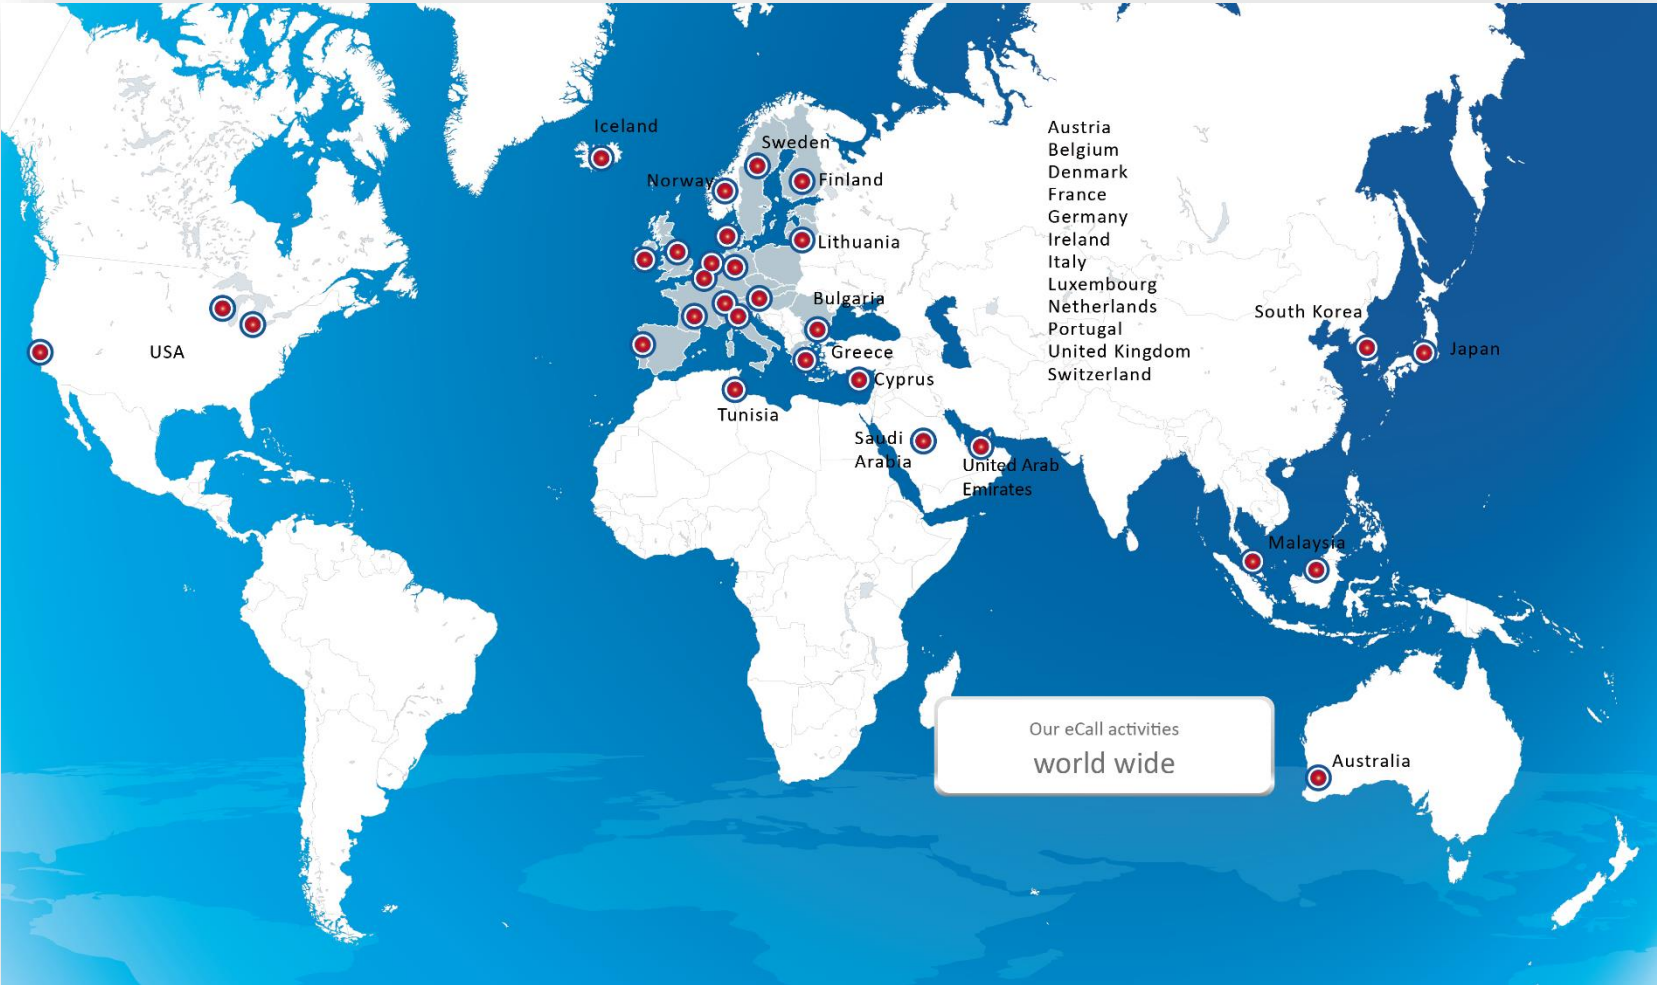 Iceland
Sweden
Norway
Finland
Lithuania
Bulgaria
Greece
Cyprus
Tunisia
USA
Saudi
Arabia
United Arab
Emirates
Austria
Belgium
Denmark
France
Germany
Ireland
Italy
Luxembourg
Netherlands
Portugal
United Kingdom
Switzerland
South Korea
Japan
Malaysia
Our eCall activities
world wide
Australia